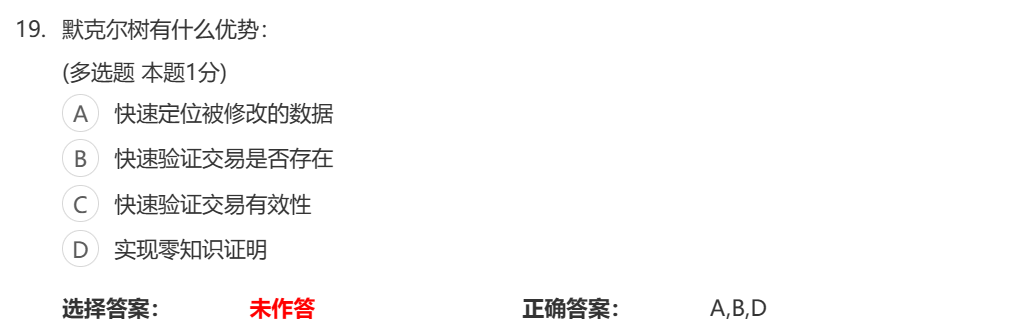 19. 默克尔树有什么优势：
(多选题 本题1分)
A 快速定位被修改的数据
B 快速验证交易是否存在
C 快速验证交易有效性
D 实现零知识证明
选择答案： 未作答 正确答案： A,B,D